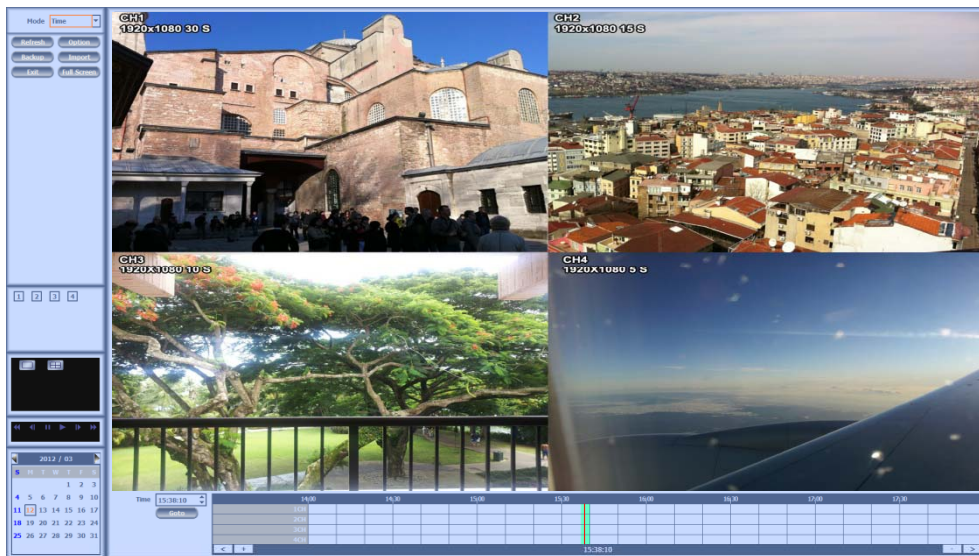 Mode Time
Refresh Option
Backup Import
Exit Full Screen
1 2 3 4
2012 / 03
S M T W T F S
1 2 3
4 5 6 7 8 9 10
11 12 13 14 15 16 17
18 19 20 21 22 23 24
25 26 27 28 29 30 31
CH1
1920x1080 30 S
CH2
1920x1080 15 S
CH3
1920X1080 10 S
CH4
1920X1080 5 S
Time 15:38:10
Goto
14:00 14:30 15:00 15:30 16:00 16:30 17:00 17:30
1CH
2CH
3CH
4CH
< + 15:38:10 - >